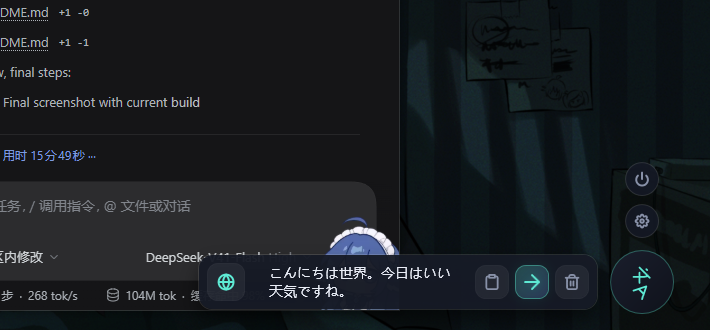 DME.md +1 -0
DME.md +1 -1
, final steps:
Final screenshot with current build
用时 15分49秒
任务, / 调用指令, @ 文件或对话
区内修改
DeepSeek
步 · 268 tok/s
104M tok ·
こんにちは世界。今日はいい
天気ですね。